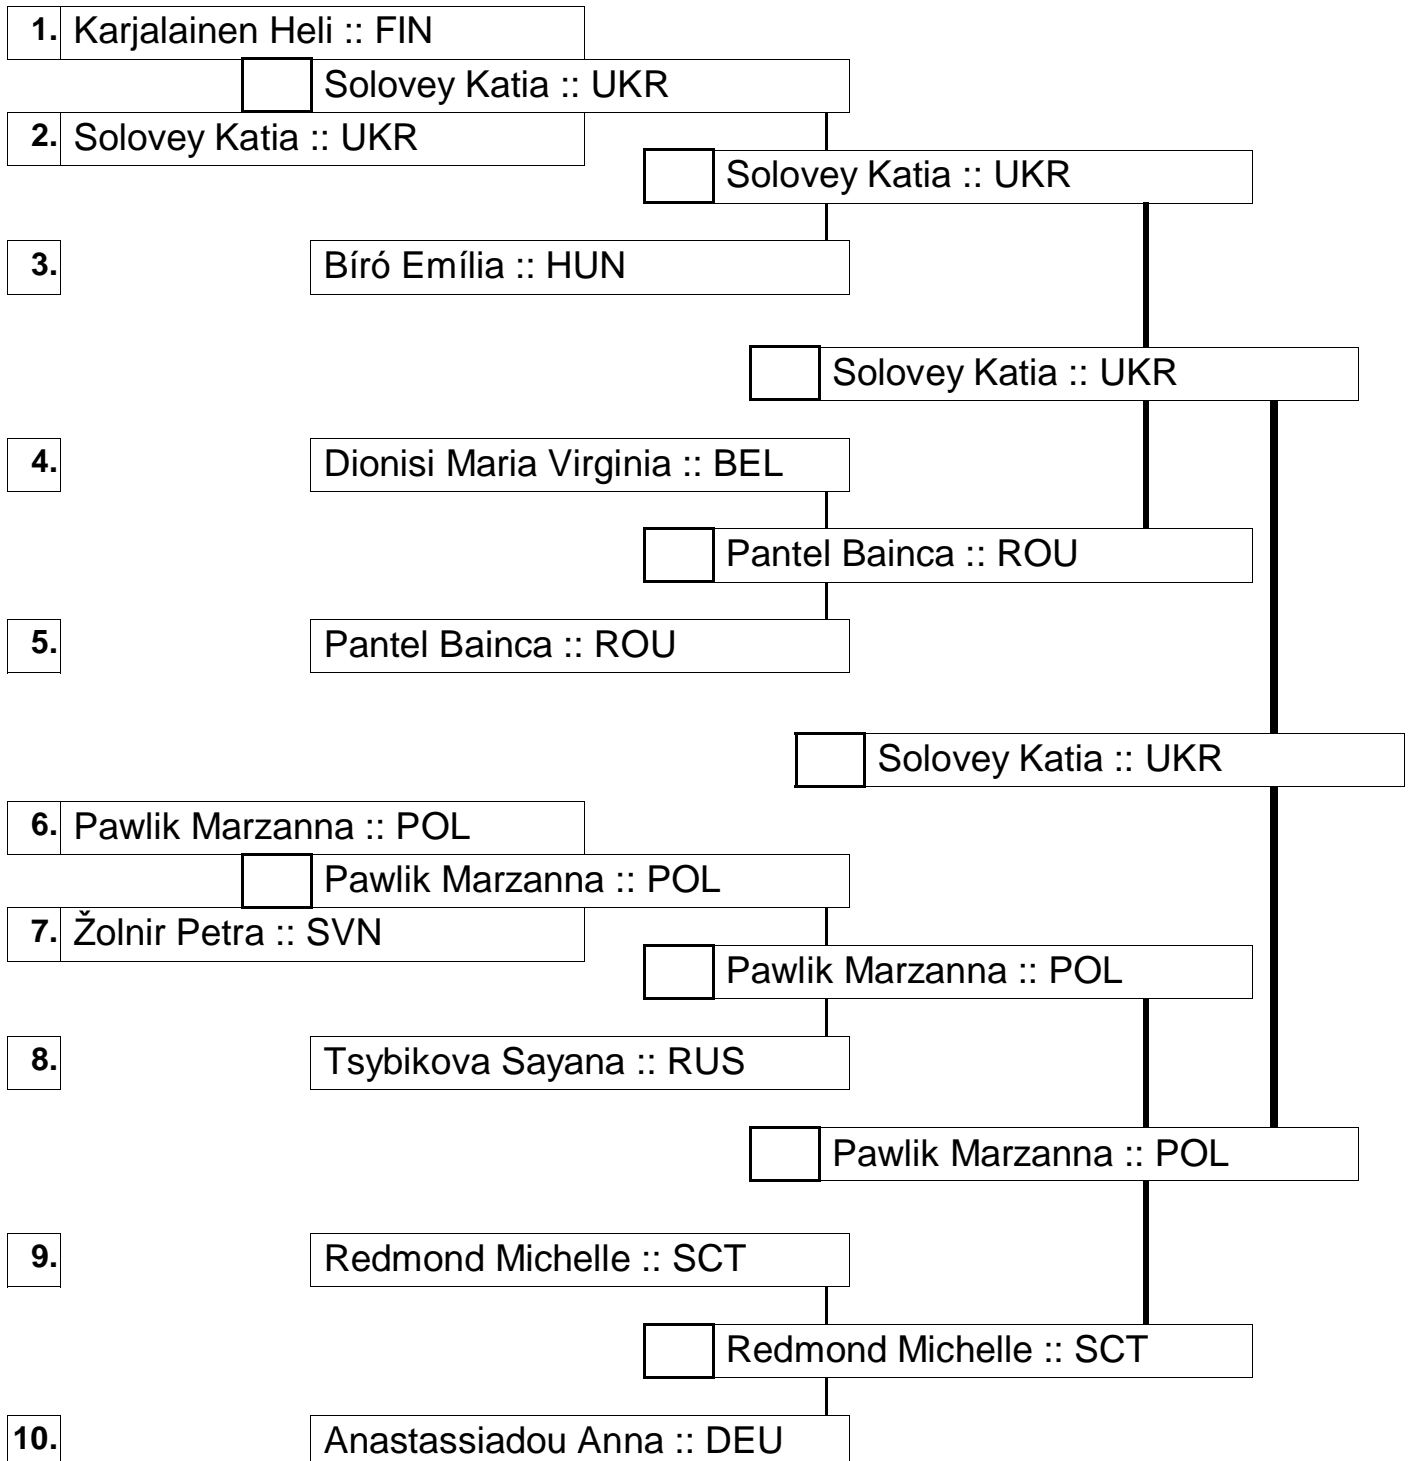 1. Karjalainen Heli :: FIN
Solovey Katia :: UKR
2. Solovey Katia :: UKR
Solovey Katia :: UKR
3. Bíró Emília :: HUN
Solovey Katia :: UKR
4. Dionisi Maria Virginia :: BEL
Pantel Bainca :: ROU
5. Pantel Bainca :: ROU
Solovey Katia :: UKR
6. Pawlik Marzanna :: POL
Pawlik Marzanna :: POL
7. Žolnir Petra :: SVN
Pawlik Marzanna :: POL
8. Tsybikova Sayana :: RUS
Pawlik Marzanna :: POL
9. Redmond Michelle :: SCT
Redmond Michelle :: SCT
10. Anastassiadou Anna :: DEU